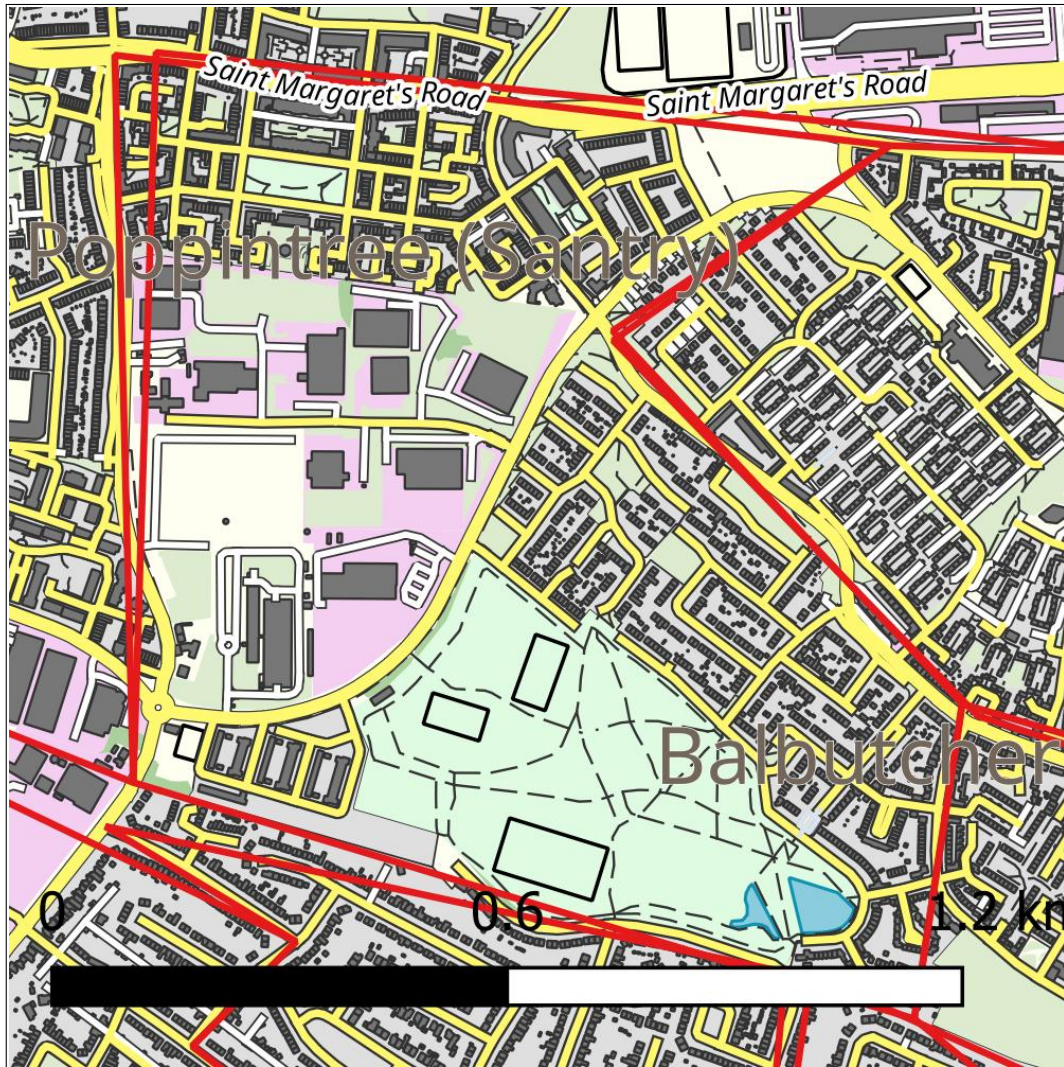 Saint Margaret's Road
Saint Margaret's Road
Poppintree (Santry)
Balbutcher
0
0.6
1.2 km